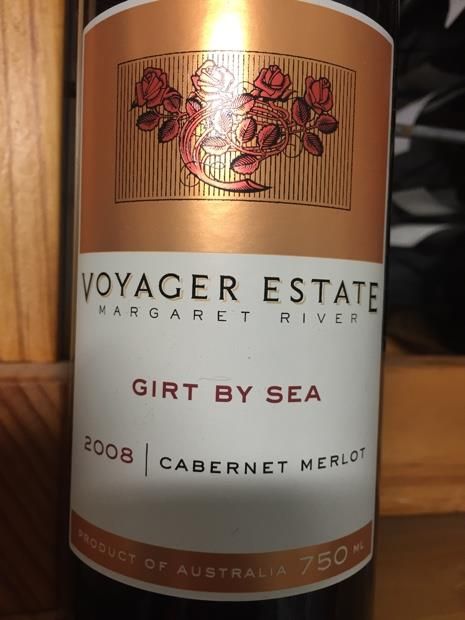 VOYAGER ESTATE
MARGARET RIVER
GIRT BY SEA
2008 | CABERNET MERLOT
PRODUCT OF AUSTRALIA 750 ML